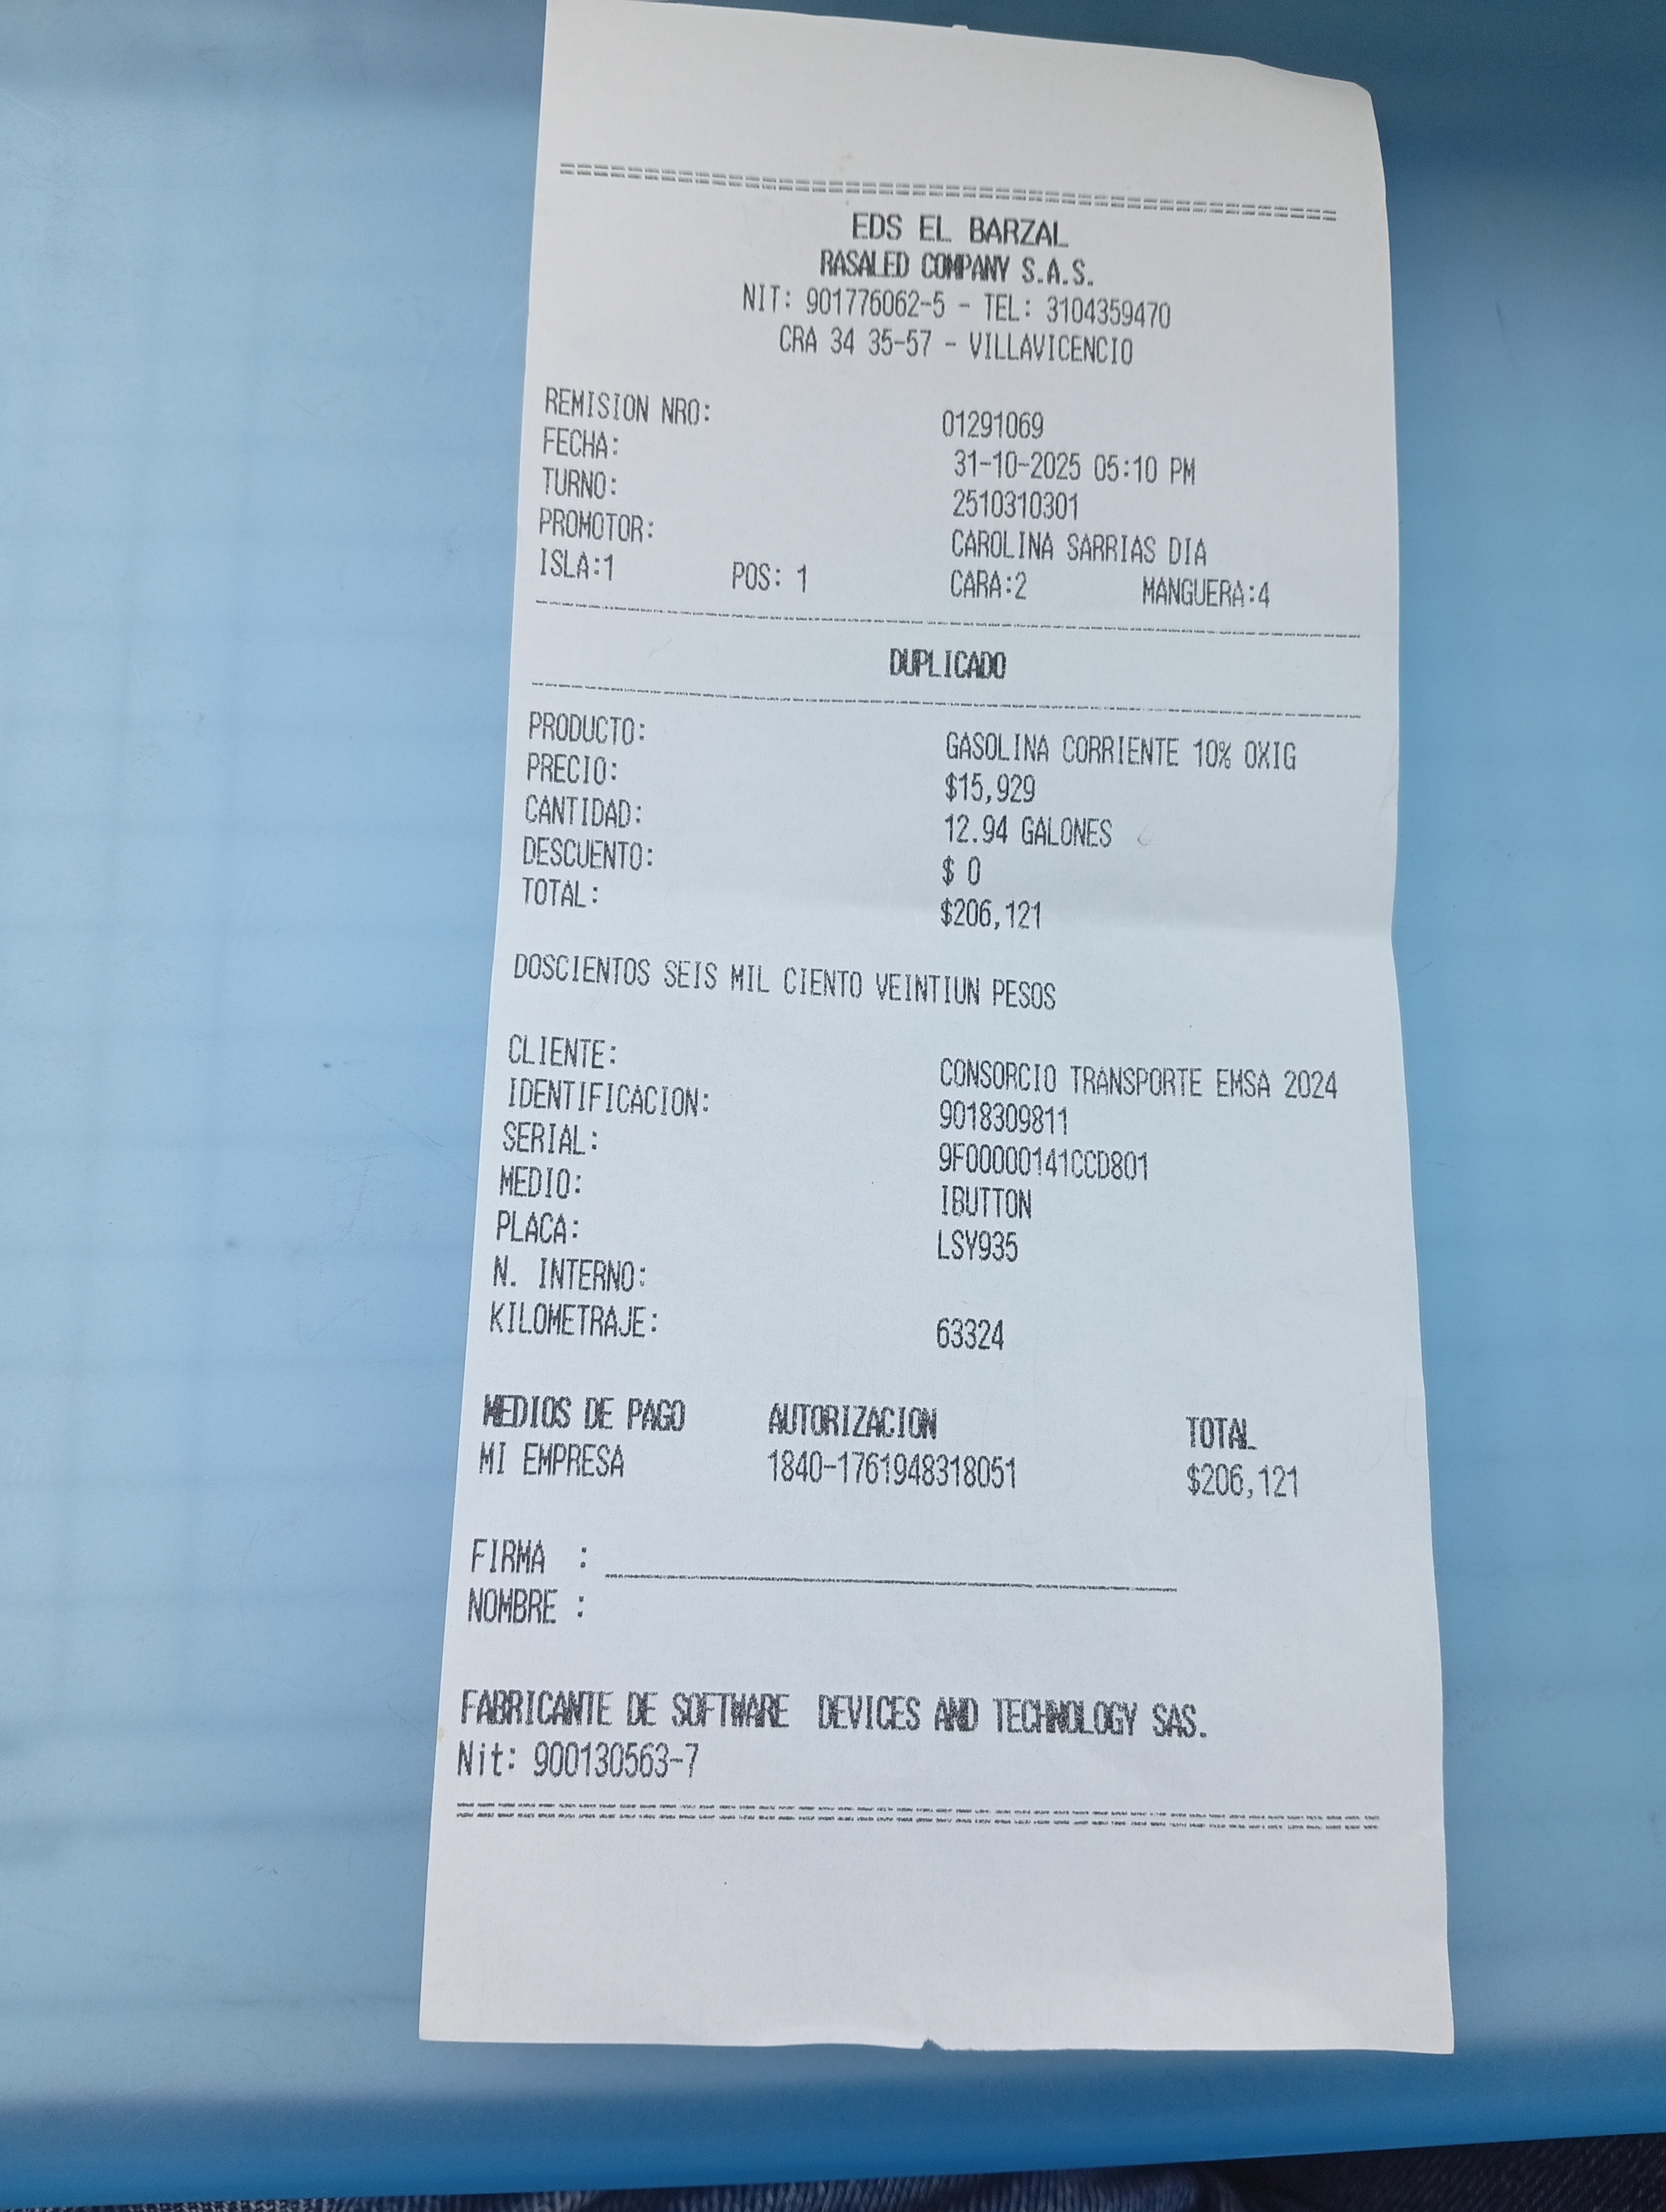 EDS EL BARZAL
RASALED COMPANY S.A.S.
NIT: 901776062-5 - TEL: 3104359470
CRA 34 35-57 - VILLAVICENCIO
REMISION NRO: 01291069
FECHA: 31-10-2025 05:10 PM
TURNO: 2510310301
PROMOTOR: CAROLINA SARRIAS DIA
ISLA:1 POS: 1 CARA:2 MANGUERA:4
DUPLICADO
PRODUCTO: GASOLINA CORRIENTE 10% OXIG
PRECIO: $15,929
CANTIDAD: 12.94 GALONES
DESCUENTO: $ 0
TOTAL: $206,121
DOSCIENTOS SEIS MIL CIENTO VEINTIUN PESOS
CLIENTE: CONSORCIO TRANSPORTE EMSA 2024
IDENTIFICACION: 9018309811
SERIAL: 9F00000141CCD801
MEDIO: IBUTTON
PLACA: LSY935
N. INTERNO:
KILOMETRAJE: 63324
MEDIOS DE PAGO AUTORIZACION TOTAL
MI EMPRESA 1840-1761948318051 $206,121
FIRMA :
NOMBRE :
FABRICANTE DE SOFTWARE DEVICES AND TECHNOLOGY SAS.
Nit: 900130563-7